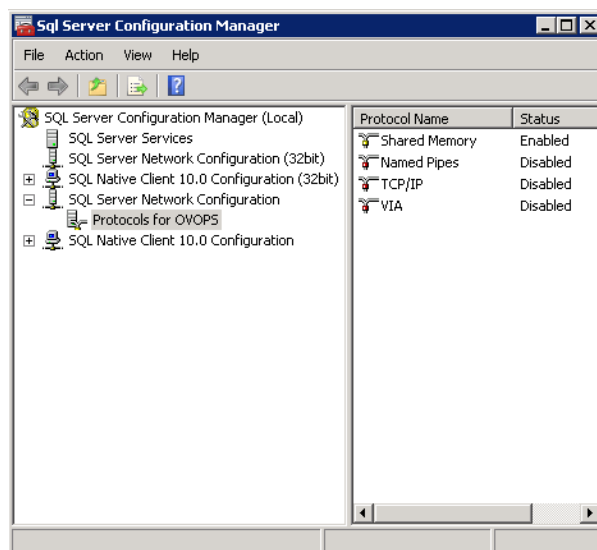 Sql Server Configuration Manager
File Action View Help
SQL Server Configuration Manager (Local)
SQL Server Services
SQL Server Network Configuration (32bit)
SQL Native Client 10.0 Configuration (32bit)
SQL Server Network Configuration
Protocols for OVOPS
SQL Native Client 10.0 Configuration
Protocol Name Status
Shared Memory Enabled
Named Pipes Disabled
TCP/IP Disabled
VIA Disabled